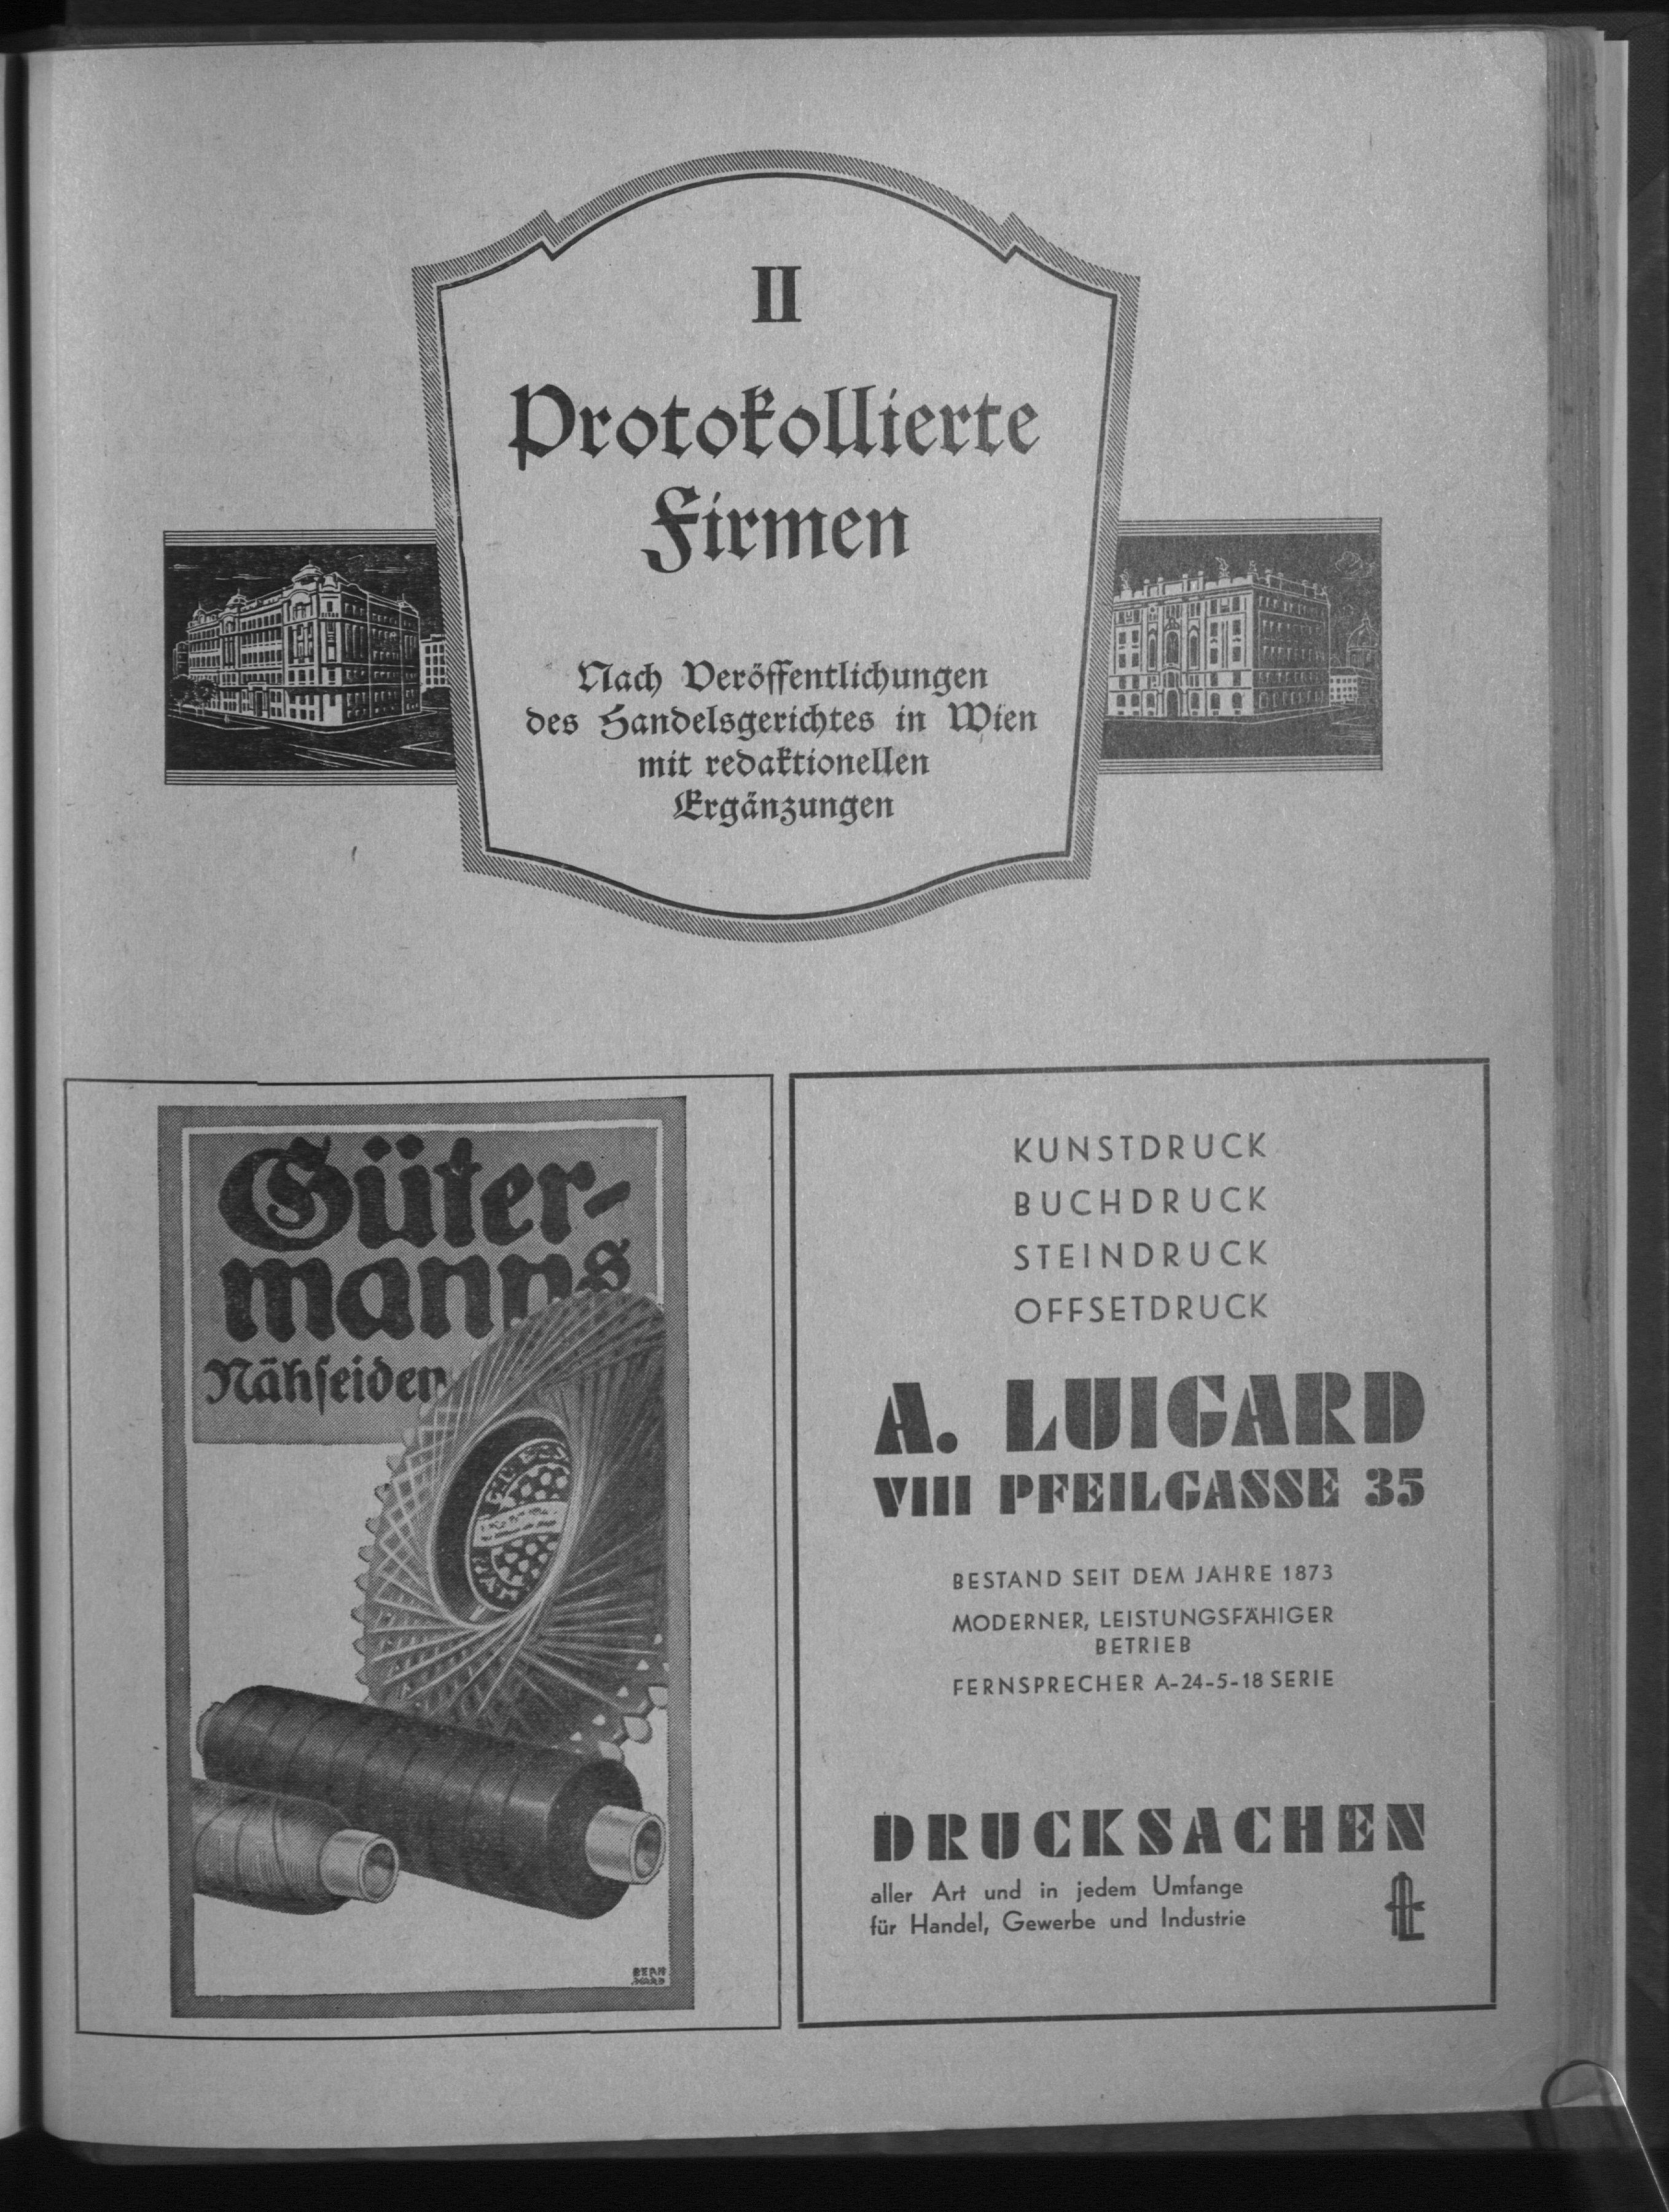 II
Protokollierte
Firmen
Nach Veröffentlichungen
des Handelsgerichtes in Wien
mit redaktionellen
Ergänzungen
Güter-
manns
Nähseiden
KUNSTDRUCK
BUCHDRUCK
STEINDRUCK
OFFSETDRUCK
A. LUIGARD
VIII PFEILGASSE 35
BESTAND SEIT DEM JAHRE 1873
MODERNER, LEISTUNGSFÄHIGER
BETRIEB
FERNSPRECHER A-24-5-18 SERIE
DRUCKSACHEN
aller Art und in jedem Umfange
für Handel, Gewerbe und Industrie